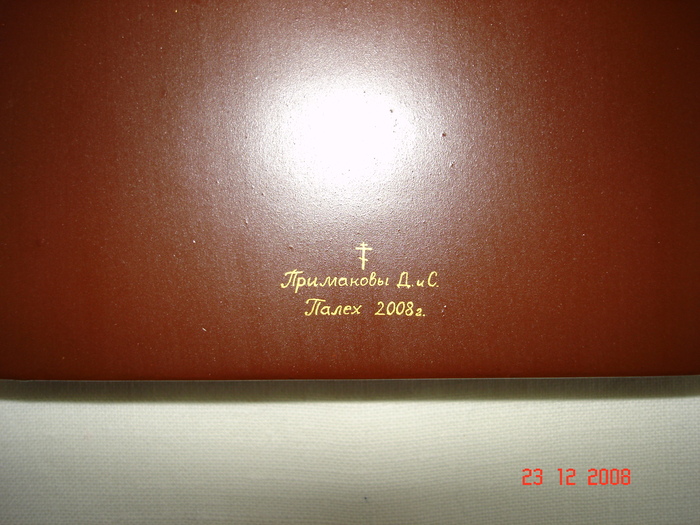 Примаковы Д. и С.
Палех 2008г.
23 12 2008